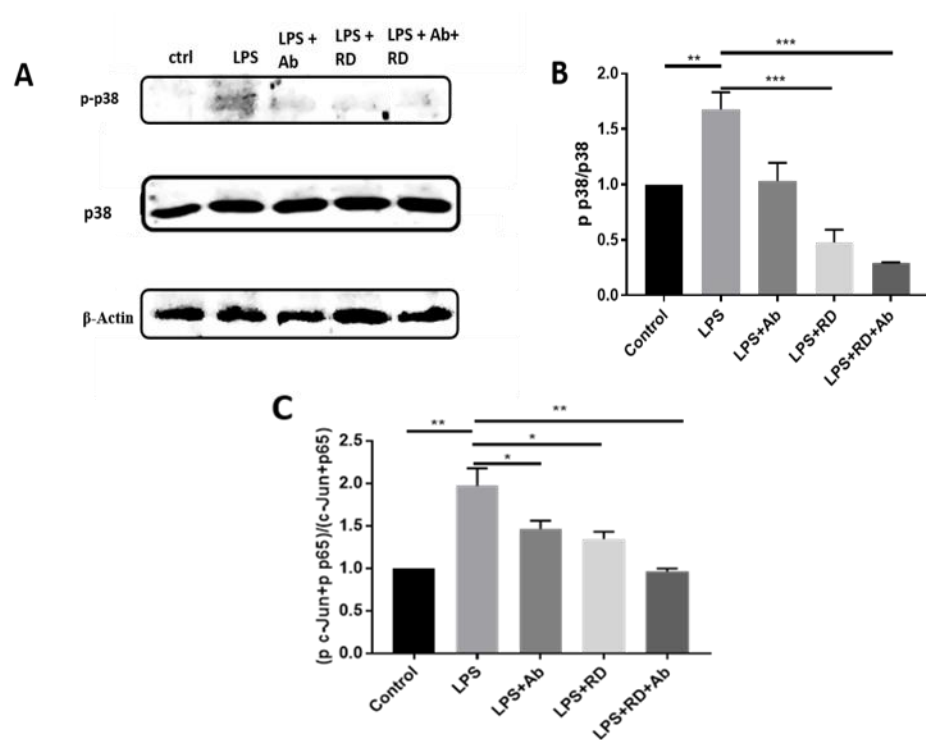 A
ctrl
LPS
LPS +
Ab
LPS +
RD
LPS + Ab+
RD
p-p38
p38
β-Actin
B
p p38/p38
2.0
1.5
1.0
0.5
0.0
**
***
***
Control
LPS
LPS+Ab
LPS+RD
LPS+RD+Ab
C
(p c-Jun+p p65)/(c-Jun+p65)
2.5
2.0
1.5
1.0
0.5
0.0
**
**
*
*
Control
LPS
LPS+Ab
LPS+RD
LPS+RD+Ab